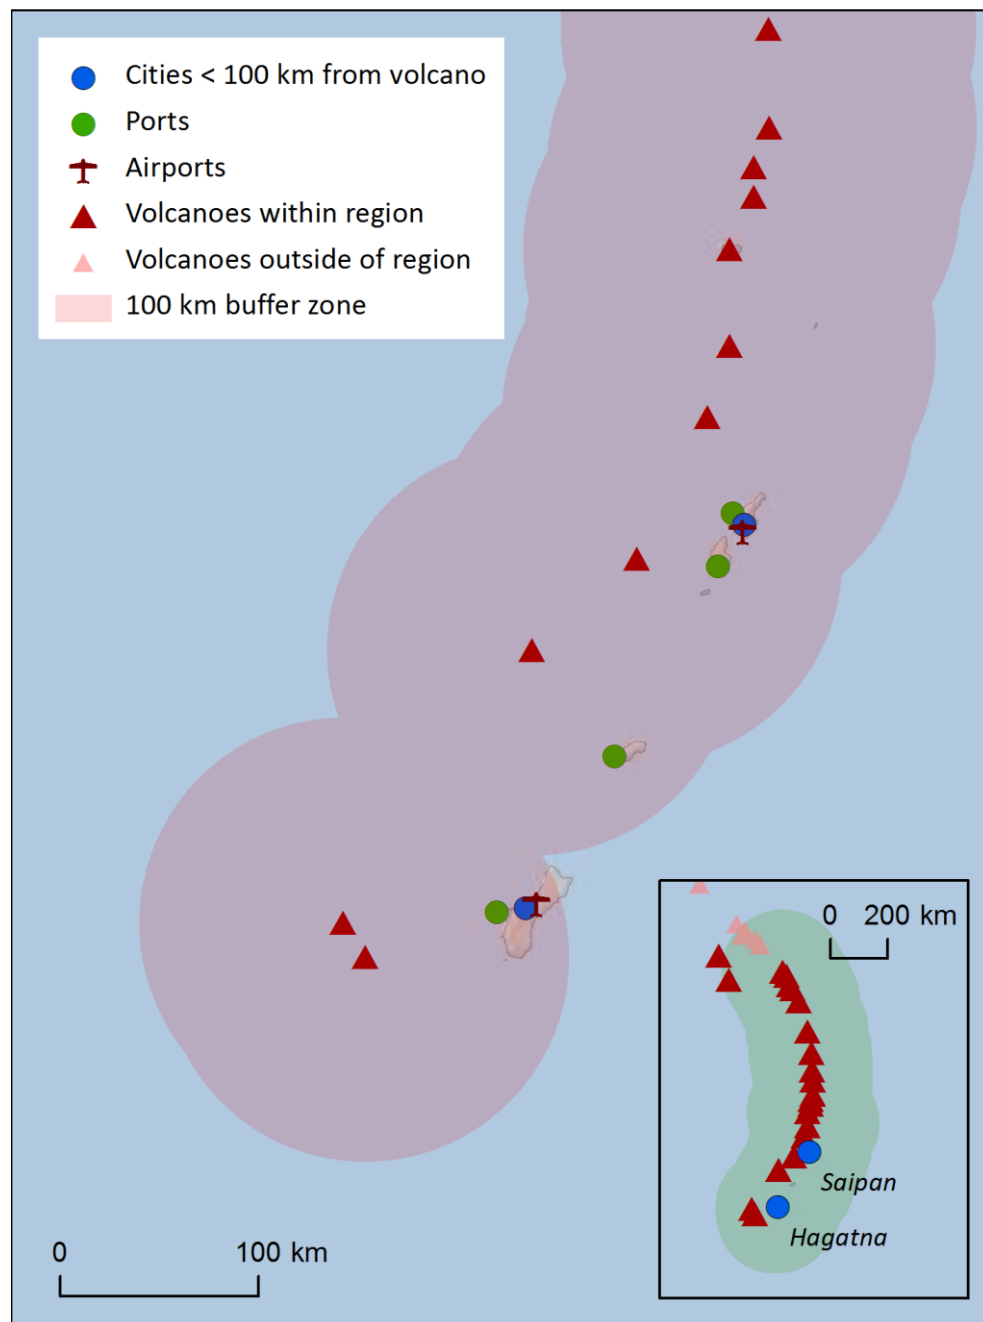 Cities < 100 km from volcano
Ports
Airports
Volcanoes within region
Volcanoes outside of region
100 km buffer zone
0 200 km
Saipan
Hagatna
0 100 km